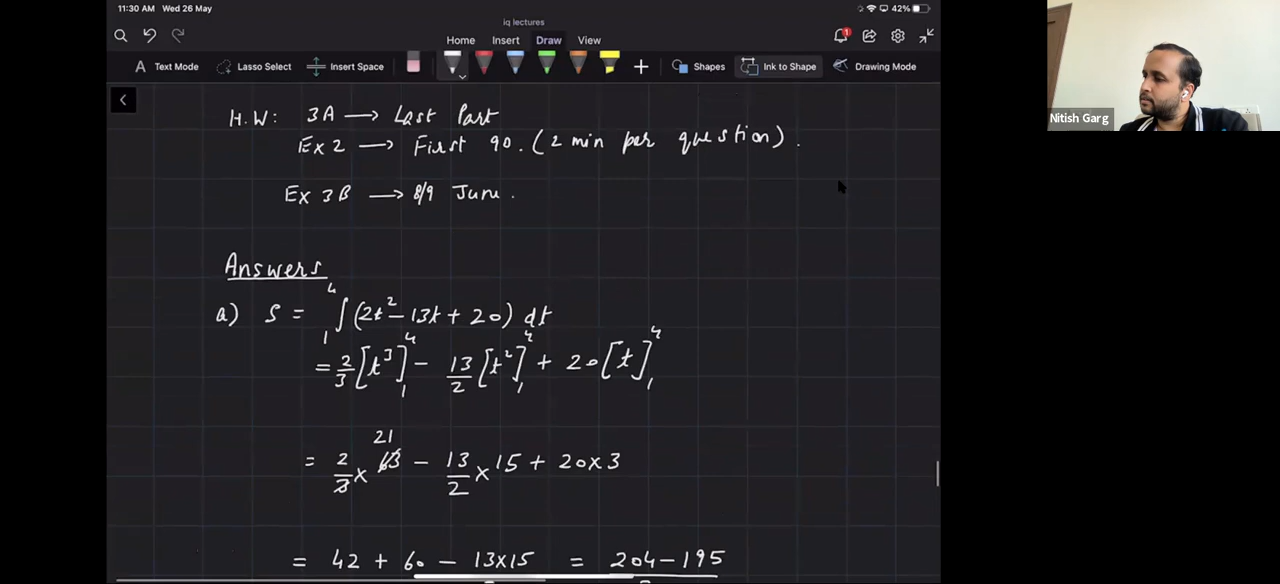 11:30 AM Wed 26 May
42%
iq lectures
Home Insert Draw View
1
Text Mode Lasso Select Insert Space Shapes Ink to Shape Drawing Mode
Nitish Garg
H.W: 3A → Last Part
Ex 2 → First 90. (2 min per question).
Ex 3B → 8/9 June.
Answers
a) S = ∫₁⁴ (2t² - 13t + 20) dt
= 2/3 [t³]₁⁴ - 13/2 [t²]₁⁴ + 20 [t]₁⁴
21
= 2/3 × 63 - 13/2 × 15 + 20×3
= 42 + 60 - 13×15 = 204 - 195